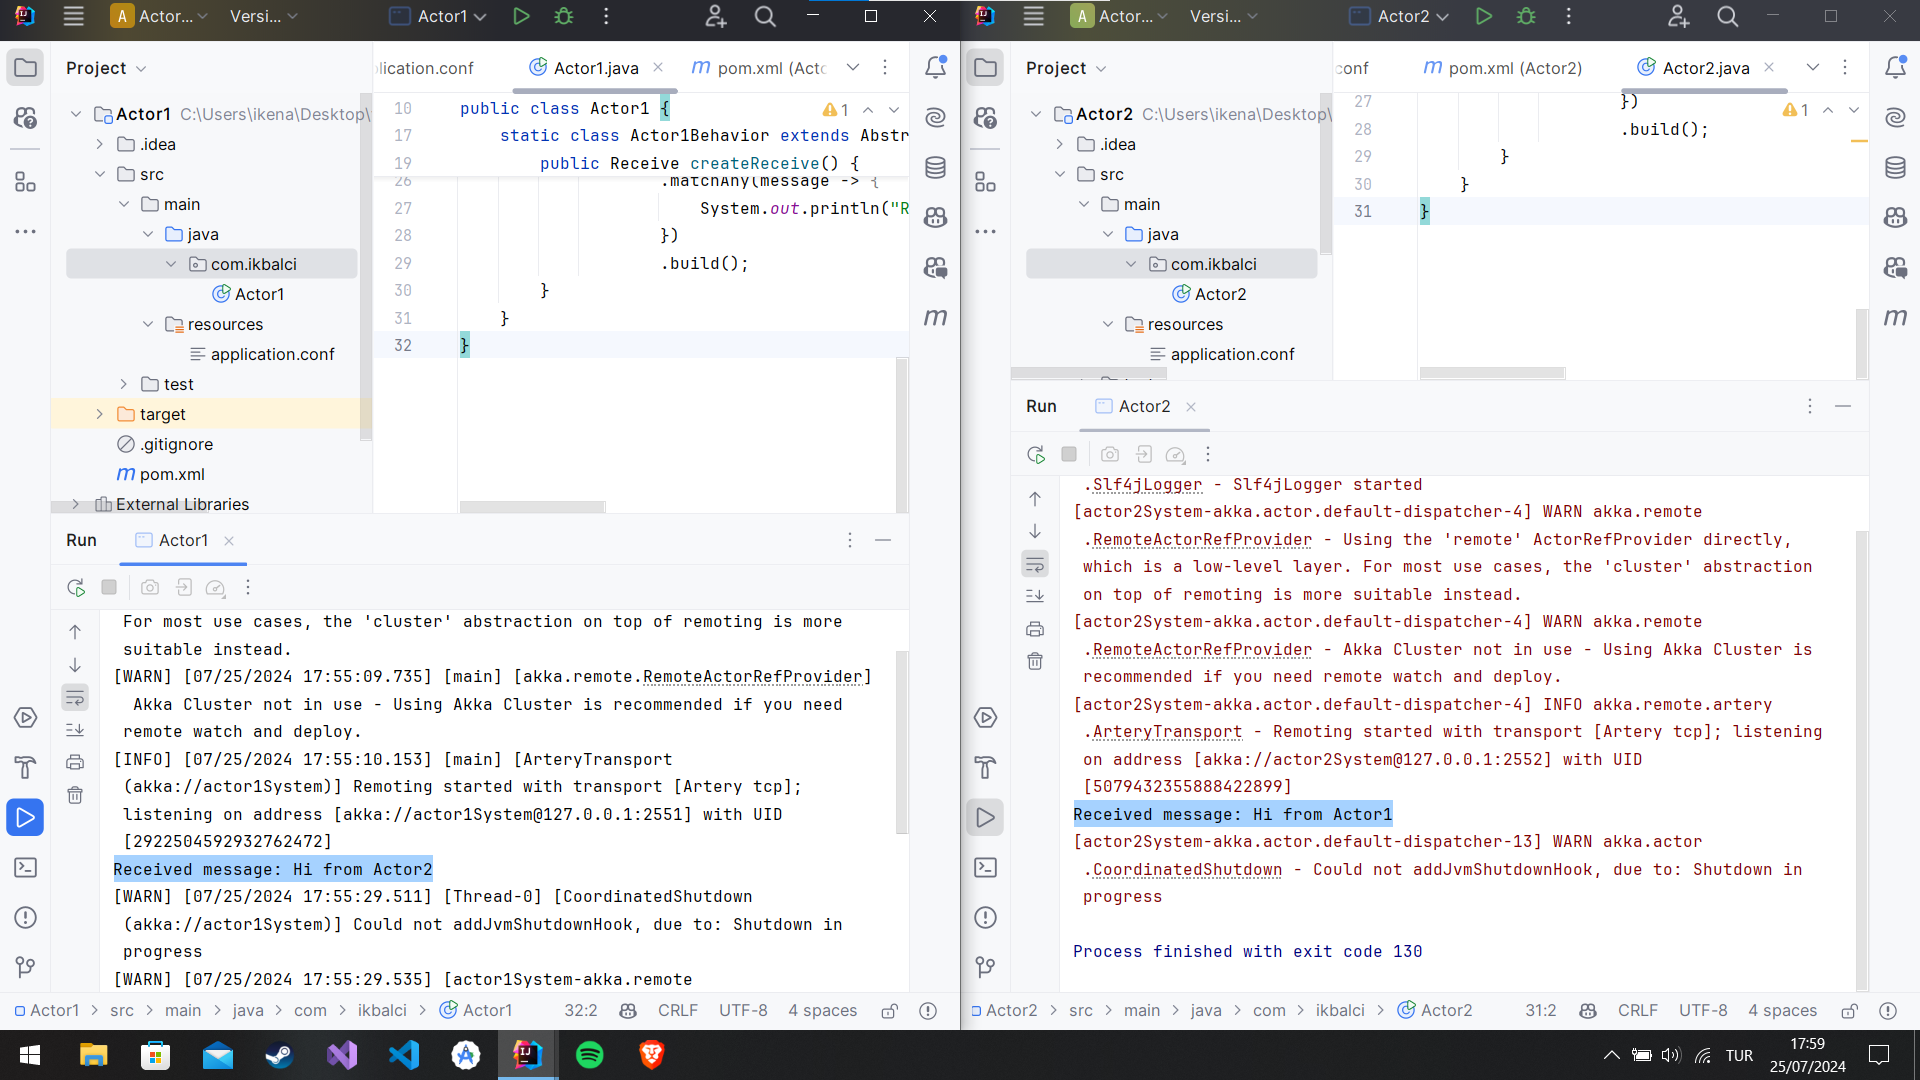 A Actor...
Versi...
Actor1
Project
Actor1 C:\Users\ikena\Desktop\
.idea
src
main
java
com.ikbalci
Actor1
resources
application.conf
test
target
.gitignore
pom.xml
External Libraries
lication.conf
Actor1.java
pom.xml (Acto
10 public class Actor1 {
1
17 static class Actor1Behavior extends Abstr
19 public Receive createReceive() {
26 .matchAny(message -> {
27 System.out.println("R
28 })
29 .build();
30 }
31 }
32 }
Run
Actor1
For most use cases, the 'cluster' abstraction on top of remoting is more
suitable instead.
[WARN] [07/25/2024 17:55:09.735] [main] [akka.remote.RemoteActorRefProvider]
Akka Cluster not in use - Using Akka Cluster is recommended if you need
remote watch and deploy.
[INFO] [07/25/2024 17:55:10.153] [main] [ArteryTransport
(akka://actor1System)] Remoting started with transport [Artery tcp];
listening on address [akka://actor1System@127.0.0.1:2551] with UID
[2922504592932762472]
Received message: Hi from Actor2
[WARN] [07/25/2024 17:55:29.511] [Thread-0] [CoordinatedShutdown
(akka://actor1System)] Could not addJvmShutdownHook, due to: Shutdown in
progress
[WARN] [07/25/2024 17:55:29.535] [actor1System-akka.remote
Actor1 > src > main > java > com > ikbalci > Actor1
32:2
CRLF
UTF-8
4 spaces
A Actor...
Versi...
Actor2
Project
Actor2 C:\Users\ikena\Desktop\
.idea
src
main
java
com.ikbalci
Actor2
resources
application.conf
conf
pom.xml (Actor2)
Actor2.java
27 })
1
28 .build();
29 }
30 }
31 }
Run
Actor2
.Slf4jLogger - Slf4jLogger started
[actor2System-akka.actor.default-dispatcher-4] WARN akka.remote
.RemoteActorRefProvider - Using the 'remote' ActorRefProvider directly,
which is a low-level layer. For most use cases, the 'cluster' abstraction
on top of remoting is more suitable instead.
[actor2System-akka.actor.default-dispatcher-4] WARN akka.remote
.RemoteActorRefProvider - Akka Cluster not in use - Using Akka Cluster is
recommended if you need remote watch and deploy.
[actor2System-akka.actor.default-dispatcher-4] INFO akka.remote.artery
.ArteryTransport - Remoting started with transport [Artery tcp]; listening
on address [akka://actor2System@127.0.0.1:2552] with UID
[5079432355888422899]
Received message: Hi from Actor1
[actor2System-akka.actor.default-dispatcher-13] WARN akka.actor
.CoordinatedShutdown - Could not addJvmShutdownHook, due to: Shutdown in
progress
Process finished with exit code 130
Actor2 > src > main > java > com > ikbalci > Actor2
31:2
CRLF
UTF-8
4 spaces
TUR
17:59
25/07/2024